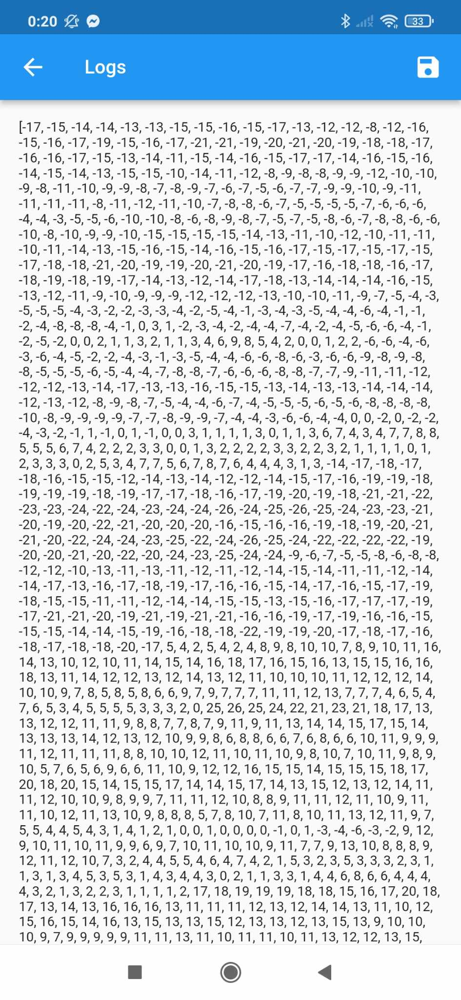 0:20
33
Logs
[-17, -15, -14, -14, -13, -13, -15, -15, -16, -15, -17, -13, -12, -12, -8, -12, -16,
-15, -16, -17, -19, -15, -16, -17, -21, -21, -19, -20, -21, -20, -19, -18, -18, -17,
-16, -16, -17, -15, -13, -14, -11, -15, -14, -16, -15, -17, -17, -14, -16, -15, -16,
-14, -15, -14, -13, -15, -15, -10, -14, -11, -12, -8, -9, -8, -8, -9, -9, -12, -10, -10,
-9, -8, -11, -10, -9, -9, -8, -7, -8, -9, -7, -6, -7, -5, -6, -7, -7, -9, -9, -10, -9, -11,
-11, -11, -11, -8, -11, -12, -11, -10, -7, -8, -8, -6, -7, -5, -5, -5, -5, -7, -6, -6, -6,
-4, -4, -3, -5, -5, -6, -10, -10, -8, -6, -8, -9, -8, -7, -5, -7, -5, -8, -6, -7, -8, -8, -6, -6,
-10, -8, -10, -9, -9, -10, -15, -15, -15, -15, -14, -13, -11, -10, -12, -10, -11, -11,
-10, -11, -14, -13, -15, -16, -15, -14, -16, -15, -16, -17, -15, -17, -15, -17, -15,
-17, -18, -18, -21, -20, -19, -19, -20, -21, -20, -19, -17, -16, -18, -18, -16, -17,
-18, -19, -18, -19, -17, -14, -13, -12, -14, -17, -18, -13, -14, -14, -14, -16, -15,
-13, -12, -11, -9, -10, -9, -9, -9, -12, -12, -12, -13, -10, -10, -11, -9, -7, -5, -4, -3,
-5, -5, -5, -4, -3, -2, -2, -3, -3, -4, -2, -5, -4, -1, -3, -4, -3, -5, -4, -4, -6, -4, -1, -1,
-2, -4, -8, -8, -8, -4, -1, 0, 3, 1, -2, -3, -4, -2, -4, -4, -7, -4, -2, -4, -5, -6, -6, -4, -1,
-2, -5, -2, 0, 0, 2, 1, 1, 3, 2, 1, 1, 3, 4, 6, 9, 8, 5, 4, 2, 0, 0, 1, 2, 2, -6, -6, -4, -6,
-3, -6, -4, -5, -2, -2, -4, -3, -1, -3, -5, -4, -4, -6, -6, -8, -6, -3, -6, -6, -9, -8, -9, -8,
-8, -5, -5, -5, -6, -5, -4, -4, -7, -8, -8, -7, -6, -6, -6, -8, -8, -7, -7, -9, -11, -11, -12,
-12, -12, -13, -14, -17, -13, -13, -16, -15, -15, -13, -14, -13, -13, -14, -14, -14,
-12, -13, -12, -8, -9, -8, -7, -5, -4, -4, -6, -7, -4, -5, -5, -5, -6, -5, -6, -8, -8, -8, -8,
-10, -8, -9, -9, -9, -9, -7, -7, -8, -9, -9, -7, -4, -4, -3, -6, -6, -4, -4, 0, 0, -2, 0, -2, -2,
-4, -3, -2, -1, 1, -1, 0, 1, -1, 0, 0, 3, 1, 1, 1, 1, 3, 0, 1, 1, 3, 6, 7, 4, 3, 4, 7, 7, 8, 8,
5, 5, 5, 6, 7, 4, 2, 2, 2, 3, 3, 0, 0, 1, 3, 2, 2, 2, 2, 3, 3, 2, 2, 3, 2, 1, 1, 1, 1, 0, 1,
2, 3, 3, 3, 0, 2, 5, 3, 4, 7, 7, 5, 6, 7, 8, 7, 6, 4, 4, 4, 3, 1, 3, -14, -17, -18, -17,
-18, -16, -15, -15, -12, -14, -13, -14, -12, -12, -14, -15, -17, -16, -19, -19, -18,
-19, -19, -19, -18, -19, -17, -17, -18, -16, -17, -19, -20, -19, -18, -21, -21, -22,
-23, -23, -24, -22, -24, -23, -24, -24, -26, -24, -25, -26, -25, -24, -23, -23, -21,
-20, -19, -20, -22, -21, -20, -20, -20, -16, -15, -16, -16, -19, -18, -19, -20, -21,
-21, -20, -22, -24, -24, -23, -25, -22, -24, -26, -25, -24, -22, -22, -22, -22, -19,
-20, -20, -21, -20, -22, -20, -24, -23, -25, -24, -24, -9, -6, -7, -5, -5, -8, -6, -8, -8,
-12, -12, -10, -13, -11, -13, -11, -12, -11, -12, -14, -15, -14, -11, -11, -12, -14,
-14, -17, -13, -16, -17, -18, -19, -17, -16, -16, -15, -14, -17, -16, -15, -17, -19,
-18, -15, -15, -11, -11, -12, -14, -14, -15, -15, -13, -15, -16, -17, -17, -17, -19,
-17, -21, -21, -20, -19, -21, -19, -21, -21, -16, -16, -19, -17, -19, -16, -16, -15,
-15, -15, -14, -14, -15, -19, -16, -18, -18, -22, -19, -19, -20, -17, -18, -17, -16,
-18, -17, -18, -18, -20, -17, 5, 4, 2, 5, 4, 2, 4, 8, 9, 8, 10, 10, 7, 8, 9, 10, 11, 16,
14, 13, 10, 12, 10, 11, 14, 15, 14, 16, 18, 17, 16, 15, 16, 13, 15, 15, 16, 16,
18, 13, 11, 14, 12, 12, 13, 12, 14, 13, 12, 11, 10, 10, 10, 11, 12, 12, 12, 14,
10, 10, 9, 7, 8, 5, 8, 5, 8, 6, 6, 9, 7, 9, 7, 7, 7, 11, 11, 12, 13, 7, 7, 7, 4, 6, 5, 4,
7, 6, 5, 3, 4, 5, 5, 5, 5, 3, 3, 3, 2, 0, 25, 26, 25, 24, 22, 21, 23, 21, 18, 17, 13,
13, 12, 12, 11, 11, 9, 8, 8, 7, 7, 8, 7, 9, 11, 9, 11, 13, 14, 14, 15, 17, 15, 14,
13, 13, 13, 14, 12, 13, 12, 10, 9, 9, 8, 6, 8, 8, 6, 6, 7, 6, 8, 6, 6, 10, 11, 9, 9, 9,
11, 12, 11, 11, 11, 8, 8, 10, 10, 12, 11, 10, 11, 10, 9, 8, 10, 7, 10, 11, 9, 8, 9,
10, 5, 7, 6, 5, 6, 9, 6, 6, 11, 10, 9, 12, 12, 16, 15, 15, 14, 15, 15, 15, 18, 17,
20, 18, 20, 15, 14, 15, 15, 17, 14, 14, 15, 17, 14, 13, 15, 12, 13, 12, 14, 11,
11, 12, 10, 10, 9, 8, 9, 9, 7, 11, 11, 12, 10, 8, 8, 9, 11, 11, 12, 11, 10, 9, 11,
11, 10, 12, 11, 13, 10, 9, 8, 8, 8, 5, 7, 8, 10, 7, 11, 8, 10, 11, 13, 12, 11, 9, 7,
5, 5, 4, 4, 5, 4, 3, 1, 4, 1, 2, 1, 0, 0, 1, 0, 0, 0, 0, -1, 0, 1, -3, -4, -6, -3, -2, 9, 12,
9, 10, 11, 10, 11, 9, 9, 6, 9, 7, 10, 11, 10, 10, 9, 11, 7, 7, 9, 13, 10, 8, 8, 8, 9,
12, 11, 12, 10, 7, 3, 2, 4, 4, 5, 5, 4, 6, 4, 7, 4, 2, 1, 5, 3, 2, 3, 5, 3, 3, 3, 2, 3, 1,
1, 3, 1, 3, 4, 5, 3, 5, 3, 1, 4, 3, 4, 4, 3, 0, 2, 1, 1, 3, 3, 1, 4, 4, 6, 8, 6, 6, 4, 4, 4,
4, 3, 2, 1, 3, 2, 2, 3, 1, 1, 1, 1, 2, 17, 18, 19, 19, 19, 18, 18, 15, 16, 17, 20, 18,
17, 13, 14, 13, 16, 16, 16, 13, 11, 11, 11, 12, 13, 12, 14, 14, 13, 11, 10, 12,
15, 16, 15, 14, 16, 13, 15, 13, 13, 15, 12, 13, 13, 12, 13, 15, 13, 9, 10, 10,
10, 9, 7, 9, 9, 9, 9, 9, 11, 11, 13, 11, 10, 11, 11, 10, 11, 13, 12, 12, 13, 15,